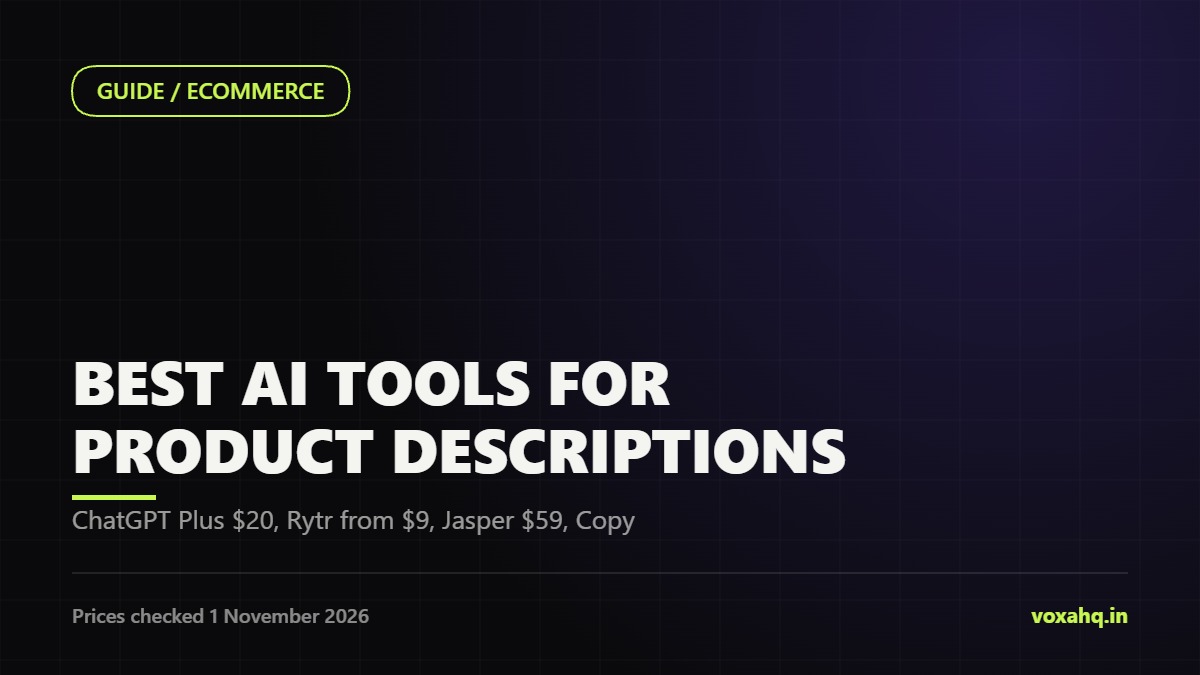 GUIDE / ECOMMERCE
BEST AI TOOLS FOR
PRODUCT DESCRIPTIONS
ChatGPT Plus $20, Rytr from $9, Jasper $59, Copy
Prices checked 1 November 2026
voxahq.in